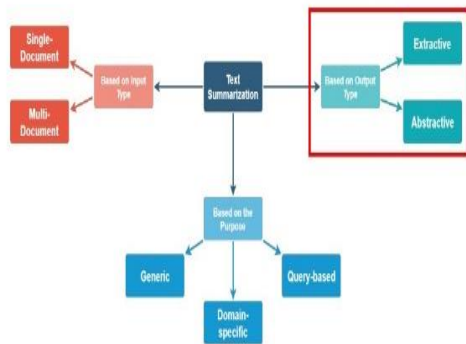 Single-
Document
Multi-
Document
Based on Input
Type
Text
Summarization
Based on Output
Type
Extractive
Abstractive
Based on the
Purpose
Generic
Domain-
specific
Query-based